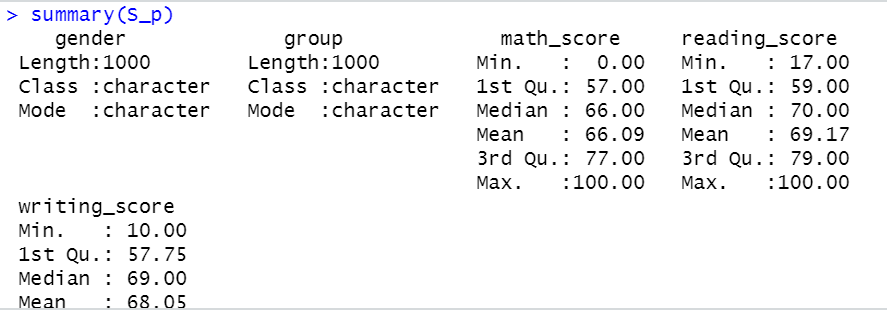 > summary(S_p)
gender group math_score reading_score
Length:1000 Length:1000 Min. : 0.00 Min. : 17.00
Class :character Class :character 1st Qu.: 57.00 1st Qu.: 59.00
Mode :character Mode :character Median : 66.00 Median : 70.00
Mean : 66.09 Mean : 69.17
3rd Qu.: 77.00 3rd Qu.: 79.00
Max. :100.00 Max. :100.00
writing_score
Min. : 10.00
1st Qu.: 57.75
Median : 69.00
Mean : 68.05